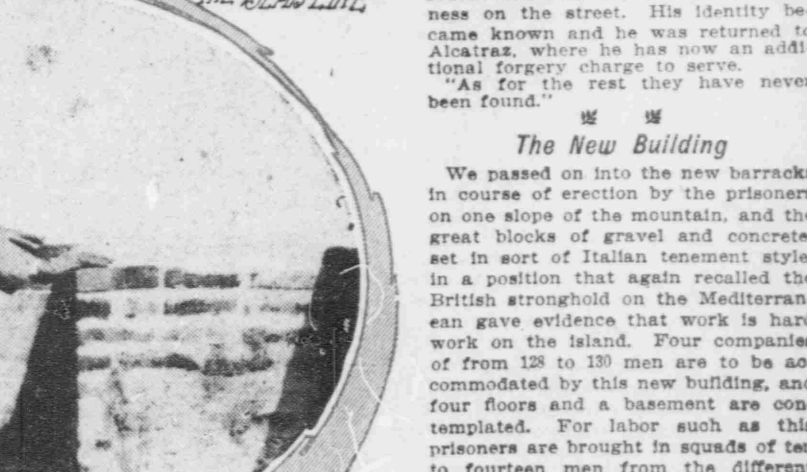 ness on the street. His identity be-
came known and he was returned to
Alcatraz, where he has now an addi-
tional forgery charge to serve.
"As for the rest they have never
been found."
The New Building
We passed on into the new barracks
in course of erection by the prisoners
on one slope of the mountain, and the
great blocks of gravel and concrete,
set in sort of Italian tenement style
in a position that again recalled the
British stronghold on the Mediterran-
ean gave evidence that work is hard
work on the island. Four companies
of from 128 to 130 men are to be ac-
commodated by this new building, and
four floors and a basement are con-
templated. For labor such as this
prisoners are brought in squads of ten
to fourteen men from the different